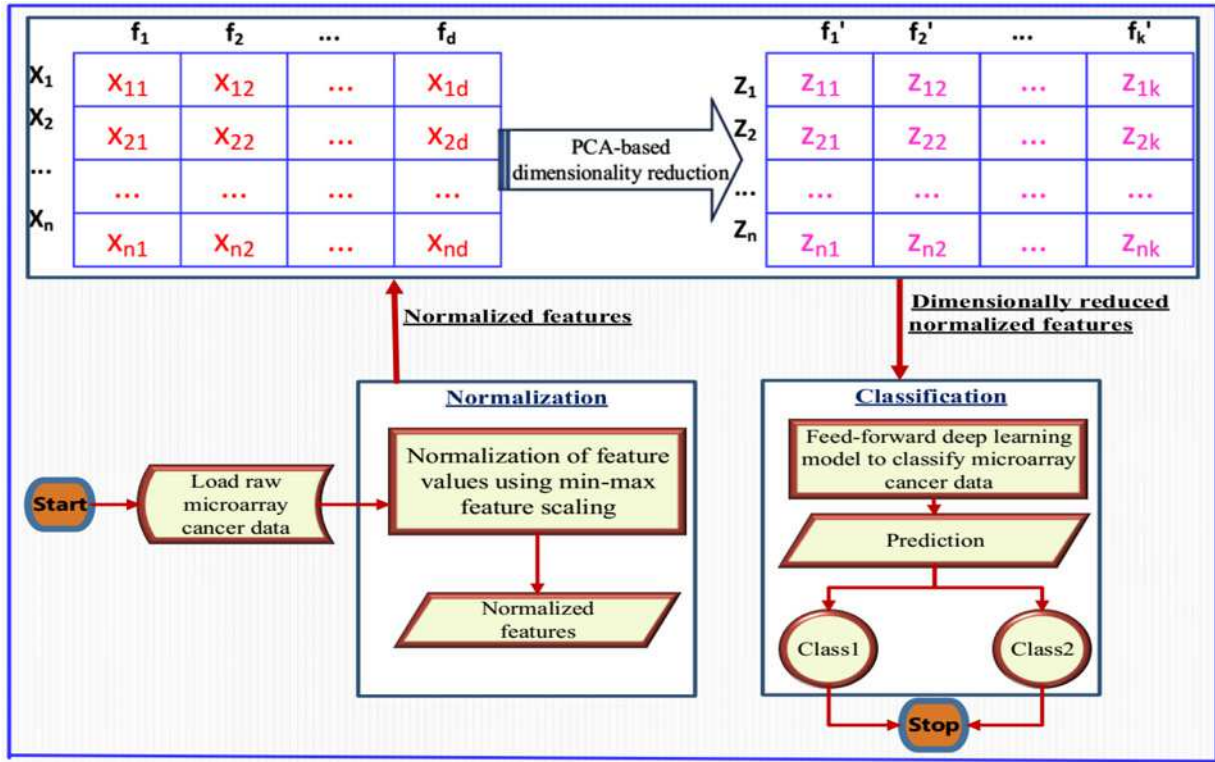 f1 f2 ... fd
X1 X11 X12 ... X1d
X2 X21 X22 ... X2d
... ... ... ... ...
Xn Xn1 Xn2 ... Xnd
PCA-based
dimensionality reduction
f1' f2' ... fk'
Z1 Z11 Z12 ... Z1k
Z2 Z21 Z22 ... Z2k
... ... ... ... ...
Zn Zn1 Zn2 ... Znk
Normalized features
Dimensionally reduced
normalized features
Start
Load raw
microarray
cancer data
Normalization
Normalization of feature
values using min-max
feature scaling
Normalized
features
Classification
Feed-forward deep learning
model to classify microarray
cancer data
Prediction
Class1 Class2
Stop